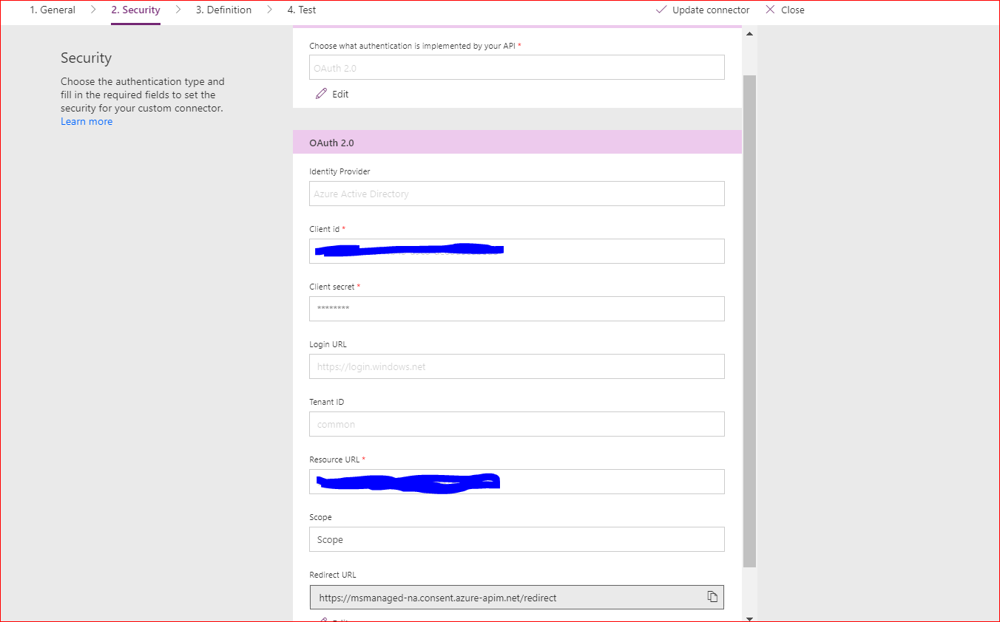 1. General
2. Security
3. Definition
4. Test
Update connector
Close
Security
Choose the authentication type and
fill in the required fields to set the
security for your custom connector.
Learn more
Choose what authentication is implemented by your API *
OAuth 2.0
Edit
OAuth 2.0
Identity Provider
Azure Active Directory
Client id *
Client secret *
********
Login URL
https://login.windows.net
Tenant ID
common
Resource URL *
Scope
Scope
Redirect URL
https://msmanaged-na.consent.azure-apim.net/redirect